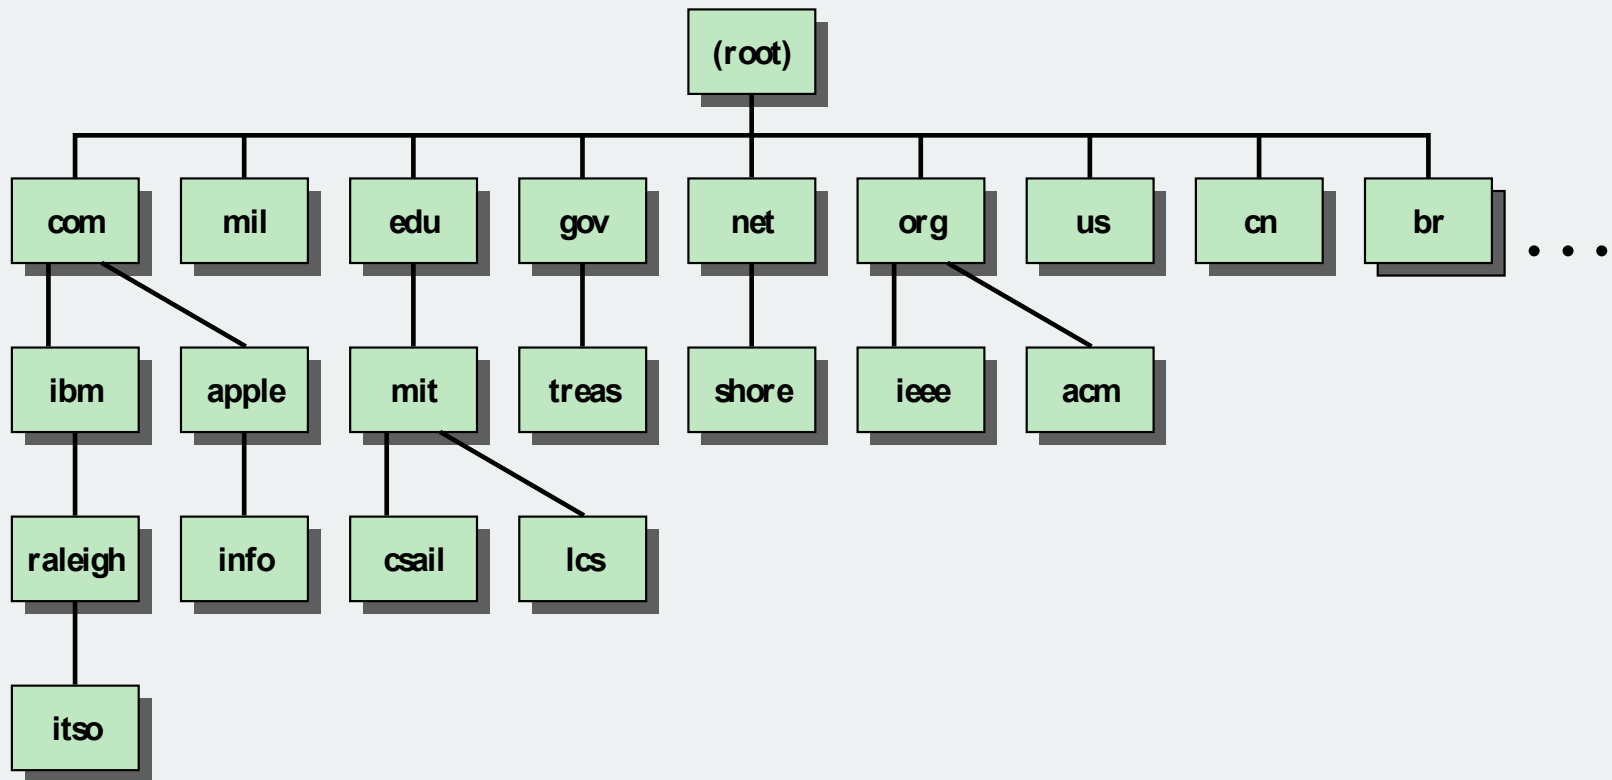 (root)
com mil edu gov net org us cn br . . .
ibm apple mit treas shore ieee acm
raleigh info csail lcs
itso